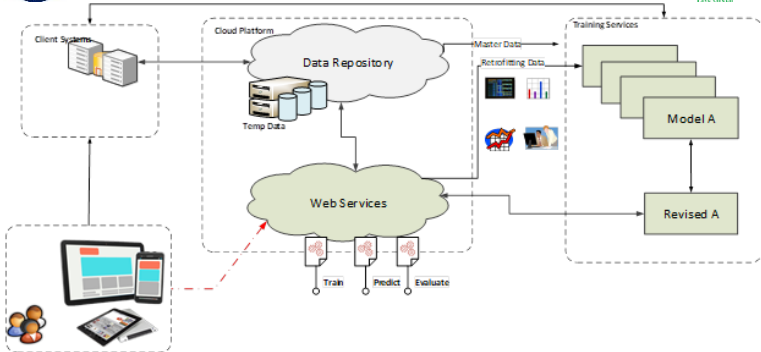 Client Systems
Cloud Platform
Training Services
Data Repository
Master Data
Retrofitting Data
Temp Data
Model A
Web Services
Revised A
Train
Predict
Evaluate